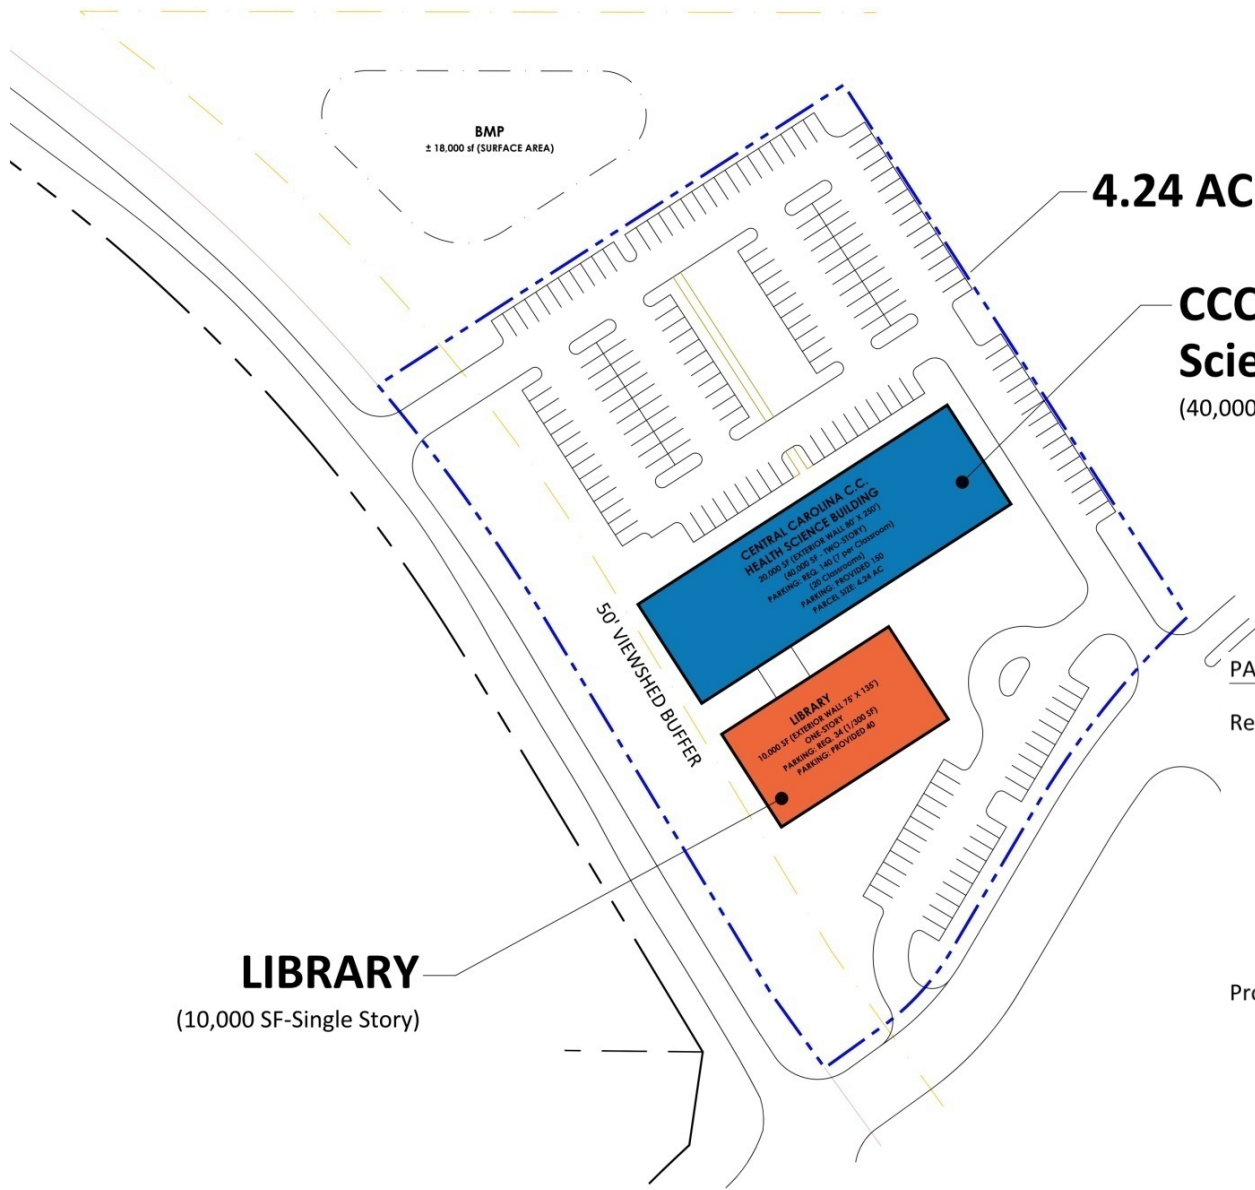 BMP
± 18,000 sf (SURFACE AREA)
4.24 AC
CCC
Scie
(40,000
CENTRAL CAROLINA C.C.
HEALTH SCIENCE BUILDING
20,000 SF (EXTERIOR WALL 80' X 250')
(40,000 SF - TWO-STORY)
PARKING: REQ. 140 (7 per Classroom)
(20 Classrooms)
PARKING: PROVIDED 150
PARCEL SIZE: 4.24 AC
50' VIEWSHED BUFFER
LIBRARY
10,000 SF (EXTERIOR WALL 75' X 135')
ONE-STORY
PARKING: REQ. 34 (1/300 SF)
PARKING: PROVIDED 40
PA
Re
LIBRARY
(10,000 SF-Single Story)
Pro